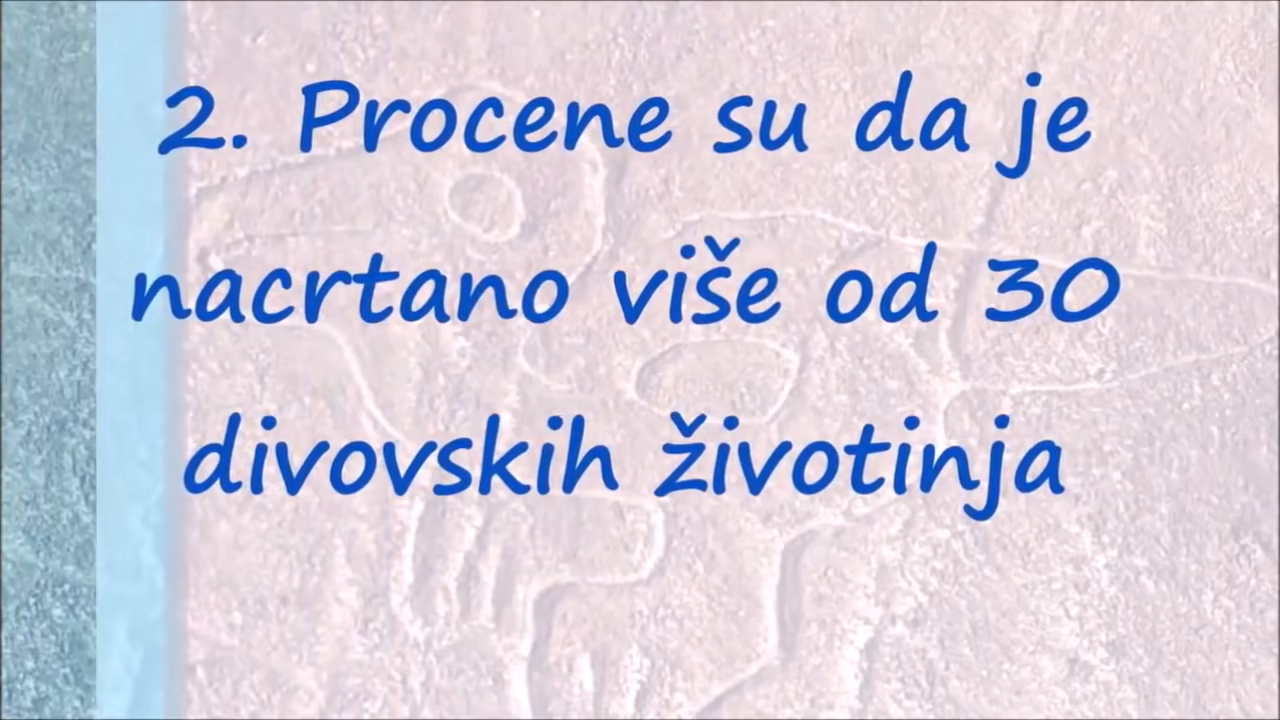 2. Procene su da je
nacrtano više od 30
divovskih životinja